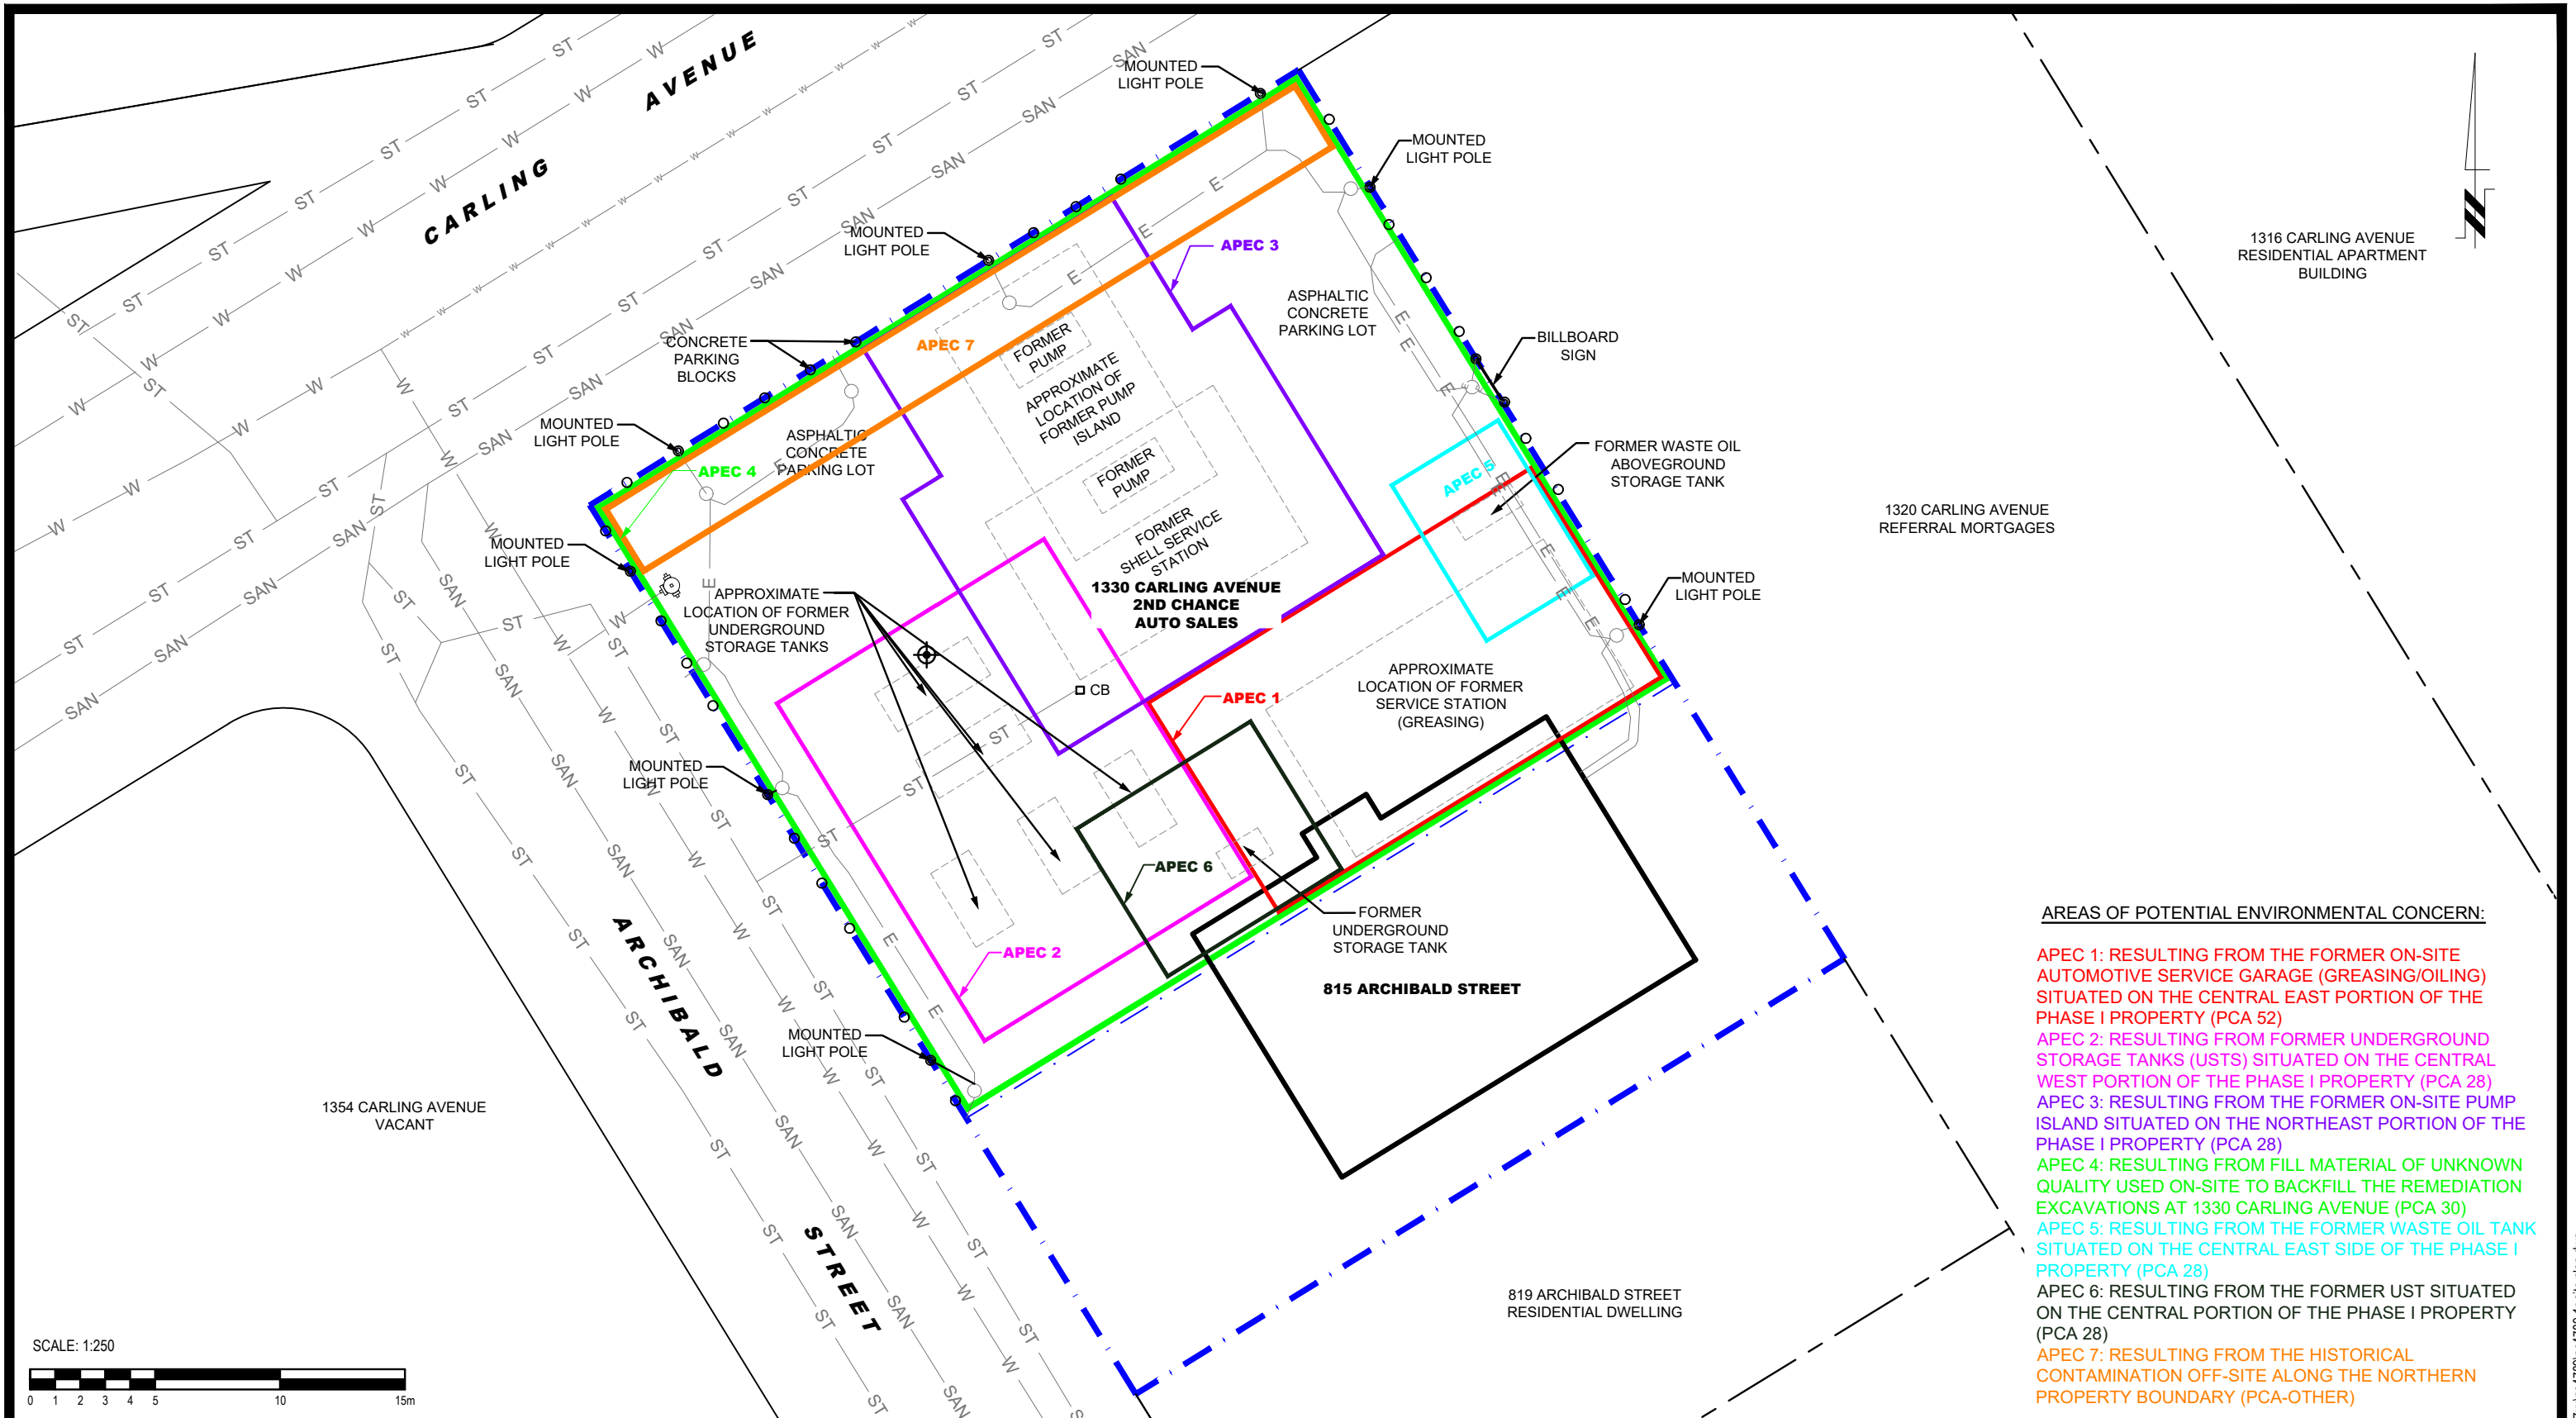 CARLING AVENUE
ARCHIBALD STREET
MOUNTED
LIGHT POLE
MOUNTED
LIGHT POLE
MOUNTED
LIGHT POLE
MOUNTED
LIGHT POLE
MOUNTED
LIGHT POLE
MOUNTED
LIGHT POLE
MOUNTED
LIGHT POLE
MOUNTED
LIGHT POLE
CONCRETE
PARKING
BLOCKS
APEC 3
APEC 7
APEC 4
APEC 5
APEC 1
APEC 6
APEC 2
ASPHALTIC
CONCRETE
PARKING LOT
ASPHALTIC
CONCRETE
PARKING LOT
FORMER
PUMP
APPROXIMATE
LOCATION OF
FORMER PUMP
ISLAND
FORMER
PUMP
FORMER
SHELL SERVICE
STATION
BILLBOARD
SIGN
FORMER WASTE OIL
ABOVEGROUND
STORAGE TANK
1316 CARLING AVENUE
RESIDENTIAL APARTMENT
BUILDING
1320 CARLING AVENUE
REFERRAL MORTGAGES
1330 CARLING AVENUE
2ND CHANCE
AUTO SALES
APPROXIMATE
LOCATION OF FORMER
UNDERGROUND
STORAGE TANKS
CB
APPROXIMATE
LOCATION OF FORMER
SERVICE STATION
(GREASING)
FORMER
UNDERGROUND
STORAGE TANK
815 ARCHIBALD STREET
1354 CARLING AVENUE
VACANT
819 ARCHIBALD STREET
RESIDENTIAL DWELLING
SCALE: 1:250
0 1 2 3 4 5 10 15m
AREAS OF POTENTIAL ENVIRONMENTAL CONCERN:
APEC 1: RESULTING FROM THE FORMER ON-SITE
AUTOMOTIVE SERVICE GARAGE (GREASING/OILING)
SITUATED ON THE CENTRAL EAST PORTION OF THE
PHASE I PROPERTY (PCA 52)
APEC 2: RESULTING FROM FORMER UNDERGROUND
STORAGE TANKS (USTS) SITUATED ON THE CENTRAL
WEST PORTION OF THE PHASE I PROPERTY (PCA 28)
APEC 3: RESULTING FROM THE FORMER ON-SITE PUMP
ISLAND SITUATED ON THE NORTHEAST PORTION OF THE
PHASE I PROPERTY (PCA 28)
APEC 4: RESULTING FROM FILL MATERIAL OF UNKNOWN
QUALITY USED ON-SITE TO BACKFILL THE REMEDIATION
EXCAVATIONS AT 1330 CARLING AVENUE (PCA 30)
APEC 5: RESULTING FROM THE FORMER WASTE OIL TANK
SITUATED ON THE CENTRAL EAST SIDE OF THE PHASE I
PROPERTY (PCA 28)
APEC 6: RESULTING FROM THE FORMER UST SITUATED
ON THE CENTRAL PORTION OF THE PHASE I PROPERTY
(PCA 28)
APEC 7: RESULTING FROM THE HISTORICAL
CONTAMINATION OFF-SITE ALONG THE NORTHERN
PROPERTY BOUNDARY (PCA-OTHER)